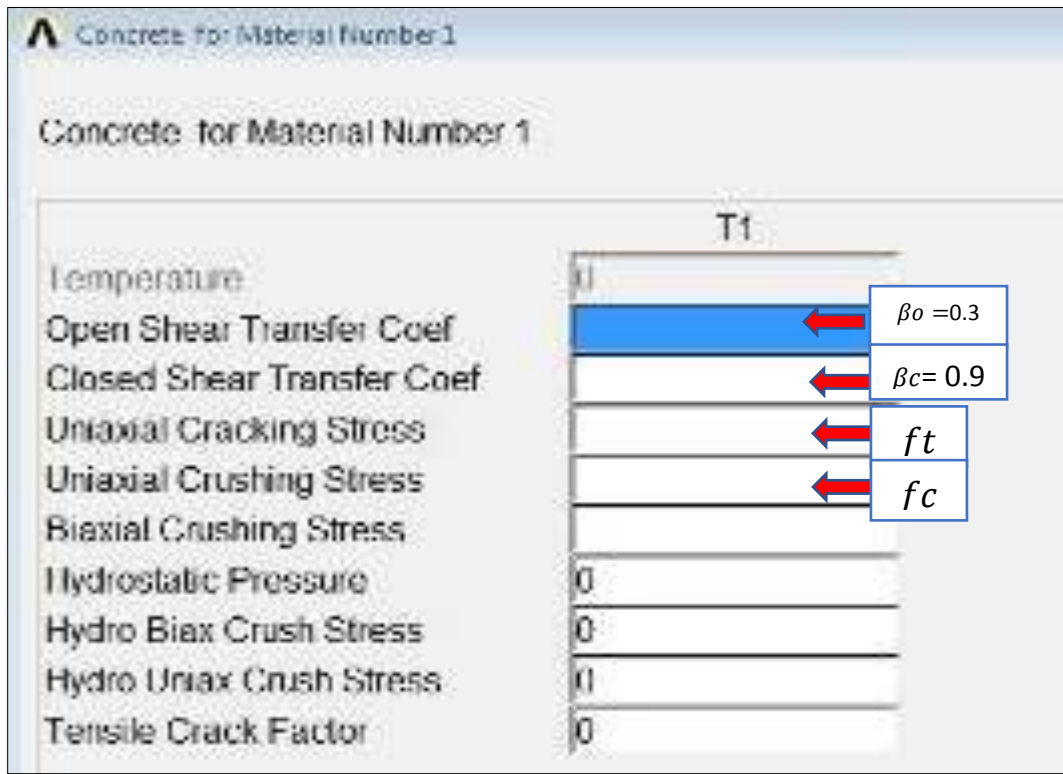 Concrete for Material Number 1
Concrete for Material Number 1
T1
Temperature 0
Open Shear Transfer Coef 𝛽𝑜 =0.3
Closed Shear Transfer Coef 𝛽𝑐= 0.9
Uniaxial Cracking Stress 𝑓𝑡
Uniaxial Crushing Stress 𝑓𝑐
Biaxial Crushing Stress
Hydrostatic Pressure 0
Hydro Biax Crush Stress 0
Hydro Uniax Crush Stress 0
Tensile Crack Factor 0